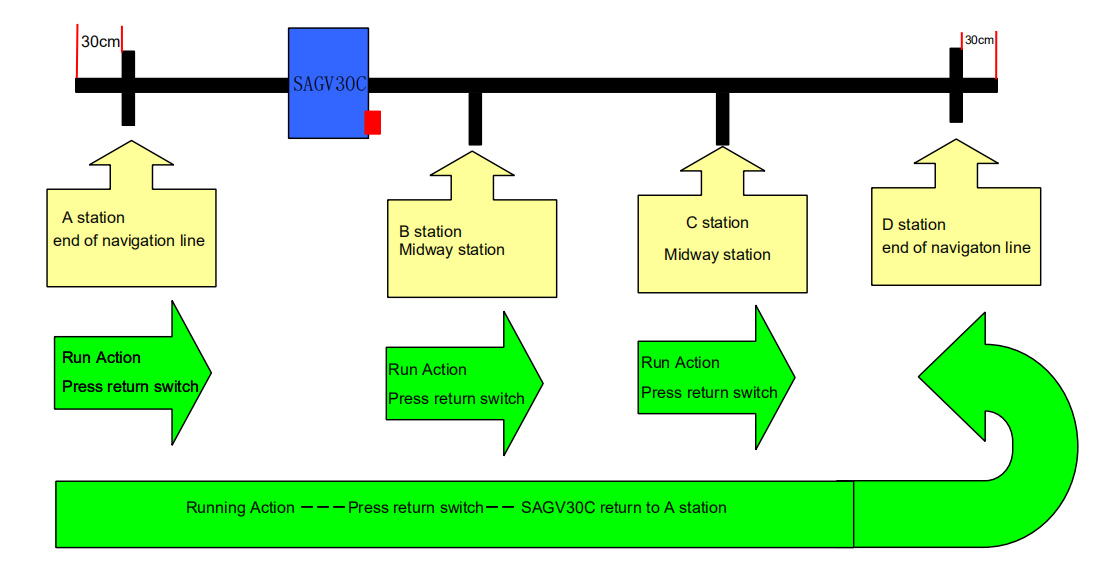 30cm
30cm
SAGV30C
A station
end of navigation line
B station
Midway station
C station
Midway station
D station
end of navigaton line
Run Action
Press return switch
Run Action
Press return switch
Run Action
Press return switch
Running Action －－－Press return switch－－ SAGV30C return to A station